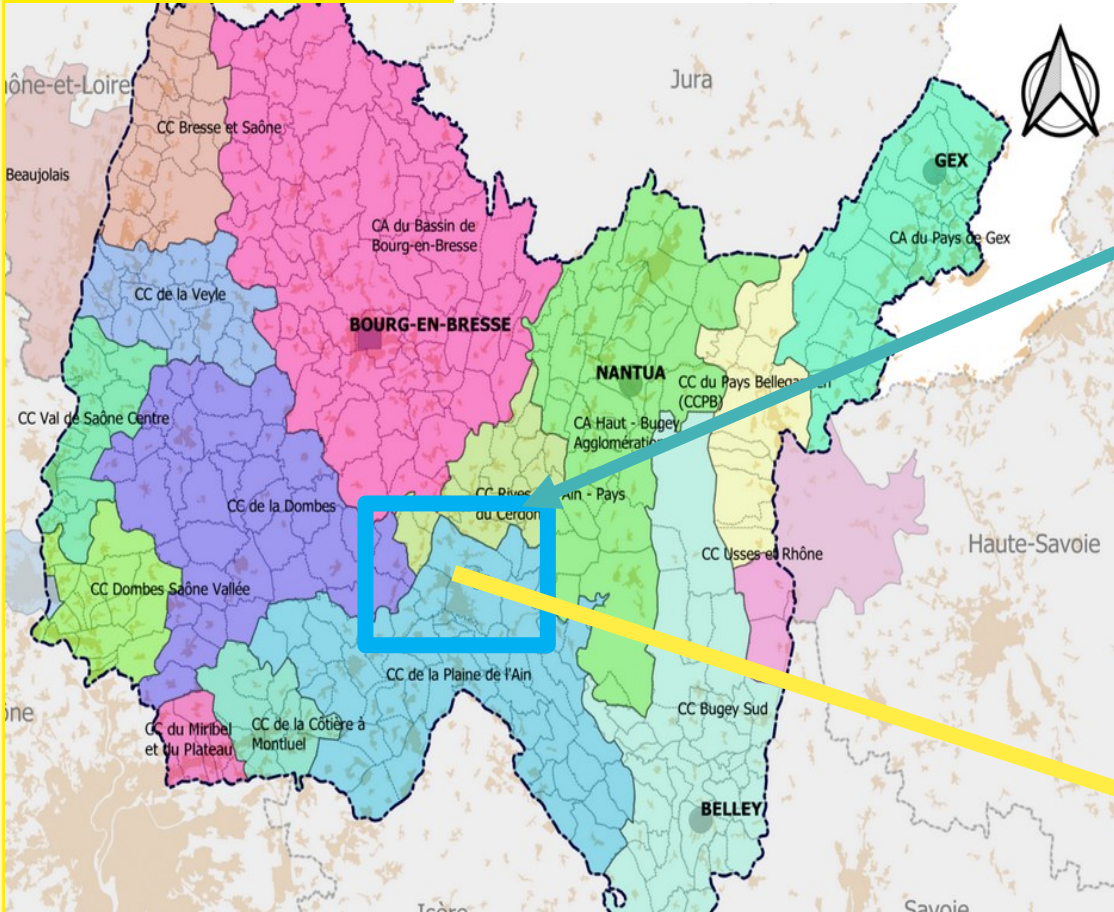 Jura
ône-et-Loire
CC Bresse et Saône
GEX
Beaujolais
CA du Bassin de
Bourg-en-Bresse
CA du Pays de Gex
CC de la Veyle
BOURG-EN-BRESSE
NANTUA
CC du Pays
(CCPB)
CC Val de Saône Centre
CA Haut - Bugey
Agglomération
CC de la Dombes
CC Rives Ain - Pays
du Cerdon
Haute-Savoie
CC Usses et Rhône
CC Dombes Saône Vallée
CC de la Plaine de l'Ain
CC Bugey Sud
ône
CC du Miribel
et du Plateau
CC de la Côtière à
Montluel
BELLEY
Isère
Savoie